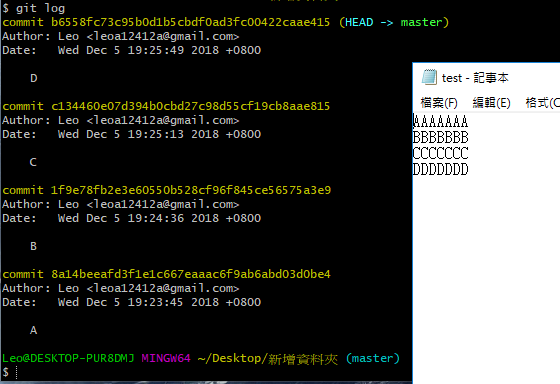 $ git log
commit b6558fc73c95b0d1b5cbdf0ad3fc00422caae415 (HEAD -> master)
Author: Leo <leoa12412a@gmail.com>
Date:   Wed Dec 5 19:25:49 2018 +0800
D
commit c134460e07d394b0cbd27c98d55cf19cb8aae815
Author: Leo <leoa12412a@gmail.com>
Date:   Wed Dec 5 19:25:13 2018 +0800
C
commit 1f9e78fb2e3e60550b528cf96f845ce56575a3e9
Author: Leo <leoa12412a@gmail.com>
Date:   Wed Dec 5 19:24:36 2018 +0800
B
commit 8a14beeafd3f1e1c667eaaac6f9ab6abd03d0be4
Author: Leo <leoa12412a@gmail.com>
Date:   Wed Dec 5 19:23:45 2018 +0800
A
Leo@DESKTOP-PUR8DMJ MINGW64 ~/Desktop/新增資料夾 (master)
$
test - 記事本
檔案(F) 編輯(E) 格式(O
AAAAAAA
BBBBBBB
CCCCCCC
DDDDDDD